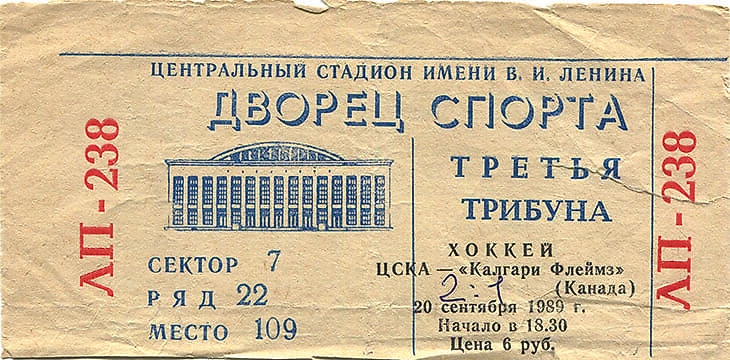 ЦЕНТРАЛЬНЫЙ СТАДИОН ИМЕНИ В. И. ЛЕНИНА
ДВОРЕЦ СПОРТА
ЛП - 238
ТРЕТЬЯ
ТРИБУНА
СЕКТОР 7
РЯД 22
МЕСТО 109
ХОККЕЙ
ЦСКА — «Калгари Флеймз»
2:1
(Канада)
20 сентября 1989 г.
Начало в 18.30
Цена 6 руб.
ЛП - 238